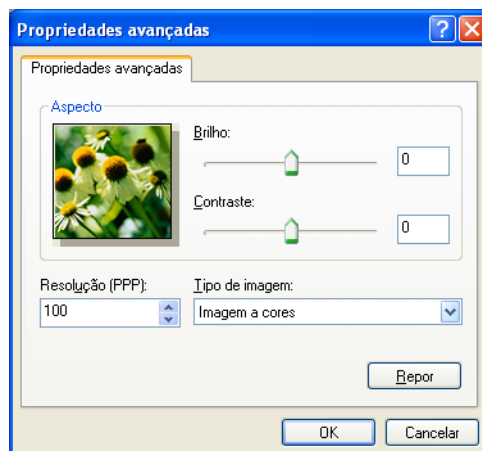 Propriedades avançadas
Propriedades avançadas
Aspecto
Brilho:
0
Contraste:
0
Resolução (PPP): Tipo de imagem:
100 Imagem a cores
Repor
OK Cancelar